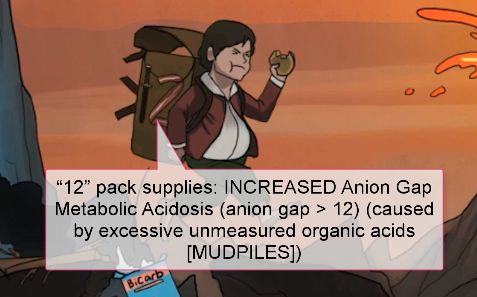 “12” pack supplies: INCREASED Anion Gap
Metabolic Acidosis (anion gap > 12) (caused
by excessive unmeasured organic acids
[MUDPILES])
Bicarb